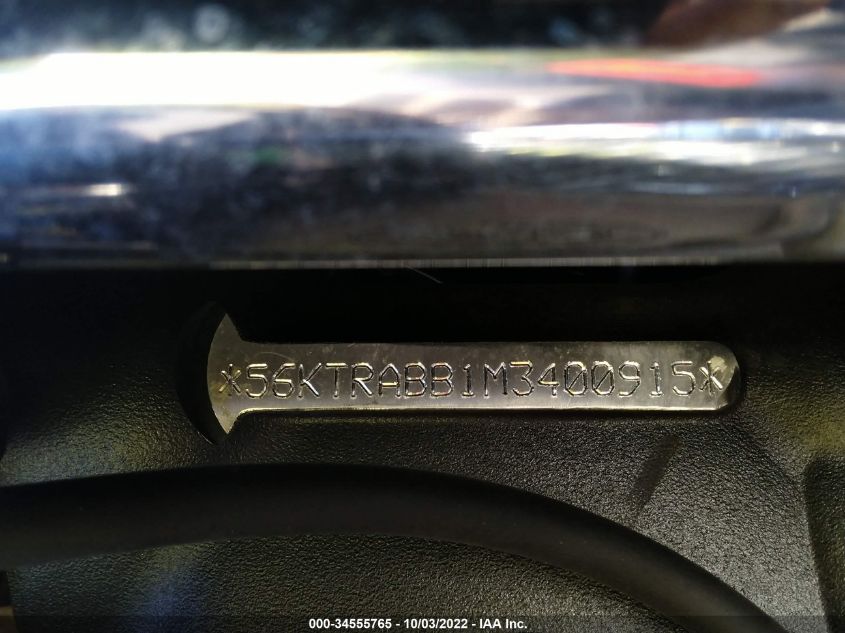 *56KTRABB1M3400915*
000-34555765 - 10/03/2022 - IAA Inc.